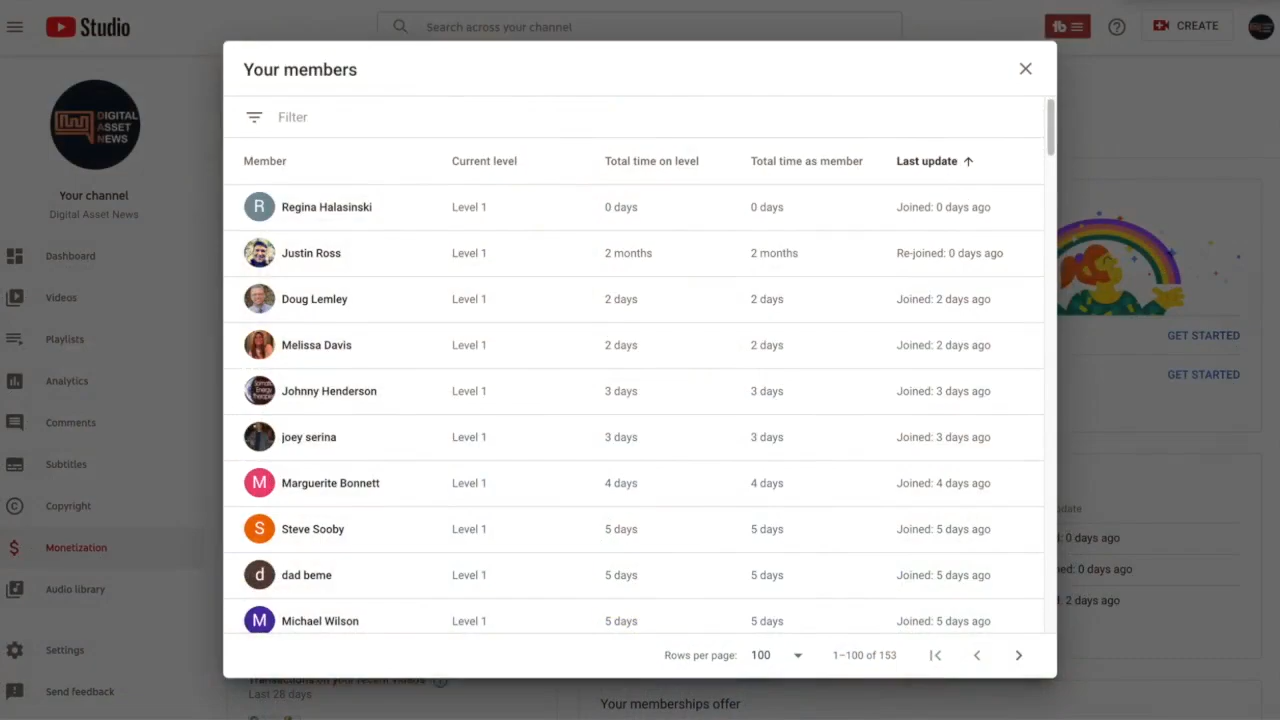 Studio
Search across your channel
CREATE
Your members
Filter
Member Current level Total time on level Total time as member Last update
R Regina Halasinski Level 1 0 days 0 days Joined: 0 days ago
Justin Ross Level 1 2 months 2 months Re-joined: 0 days ago
Doug Lemley Level 1 2 days 2 days Joined: 2 days ago
Melissa Davis Level 1 2 days 2 days Joined: 2 days ago
Johnny Henderson Level 1 3 days 3 days Joined: 3 days ago
joey serina Level 1 3 days 3 days Joined: 3 days ago
M Marguerite Bonnett Level 1 4 days 4 days Joined: 4 days ago
S Steve Sooby Level 1 5 days 5 days Joined: 5 days ago
d dad beme Level 1 5 days 5 days Joined: 5 days ago
M Michael Wilson Level 1 5 days 5 days Joined: 5 days ago
Rows per page: 100 1–100 of 153
DIGITAL
ASSET
NEWS
Your channel
Digital Asset News
Dashboard
Videos
Playlists
Analytics
Comments
Subtitles
Copyright
Monetization
Audio library
Settings
Send feedback
GET STARTED
GET STARTED
0 days ago
0 days ago
2 days ago
Transactions on your recent videos
Last 28 days
Your memberships offer